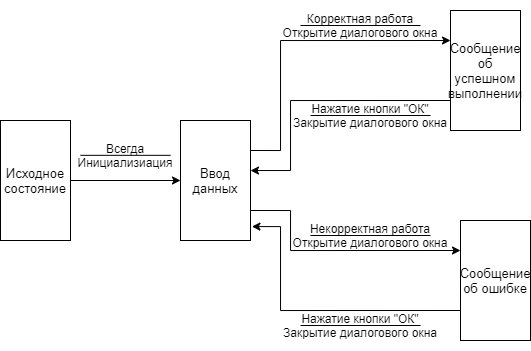 Корректная работа
Открытие диалогового окна
Сообщение
об
успешном
выполнении
Нажатие кнопки "ОК"
Закрытие диалогового окна
Исходное
состояние
Всегда
Инициализиация
Ввод
данных
Некорректная работа
Открытие диалогового окна
Сообщение
об ошибке
Нажатие кнопки "ОК"
Закрытие диалогового окна